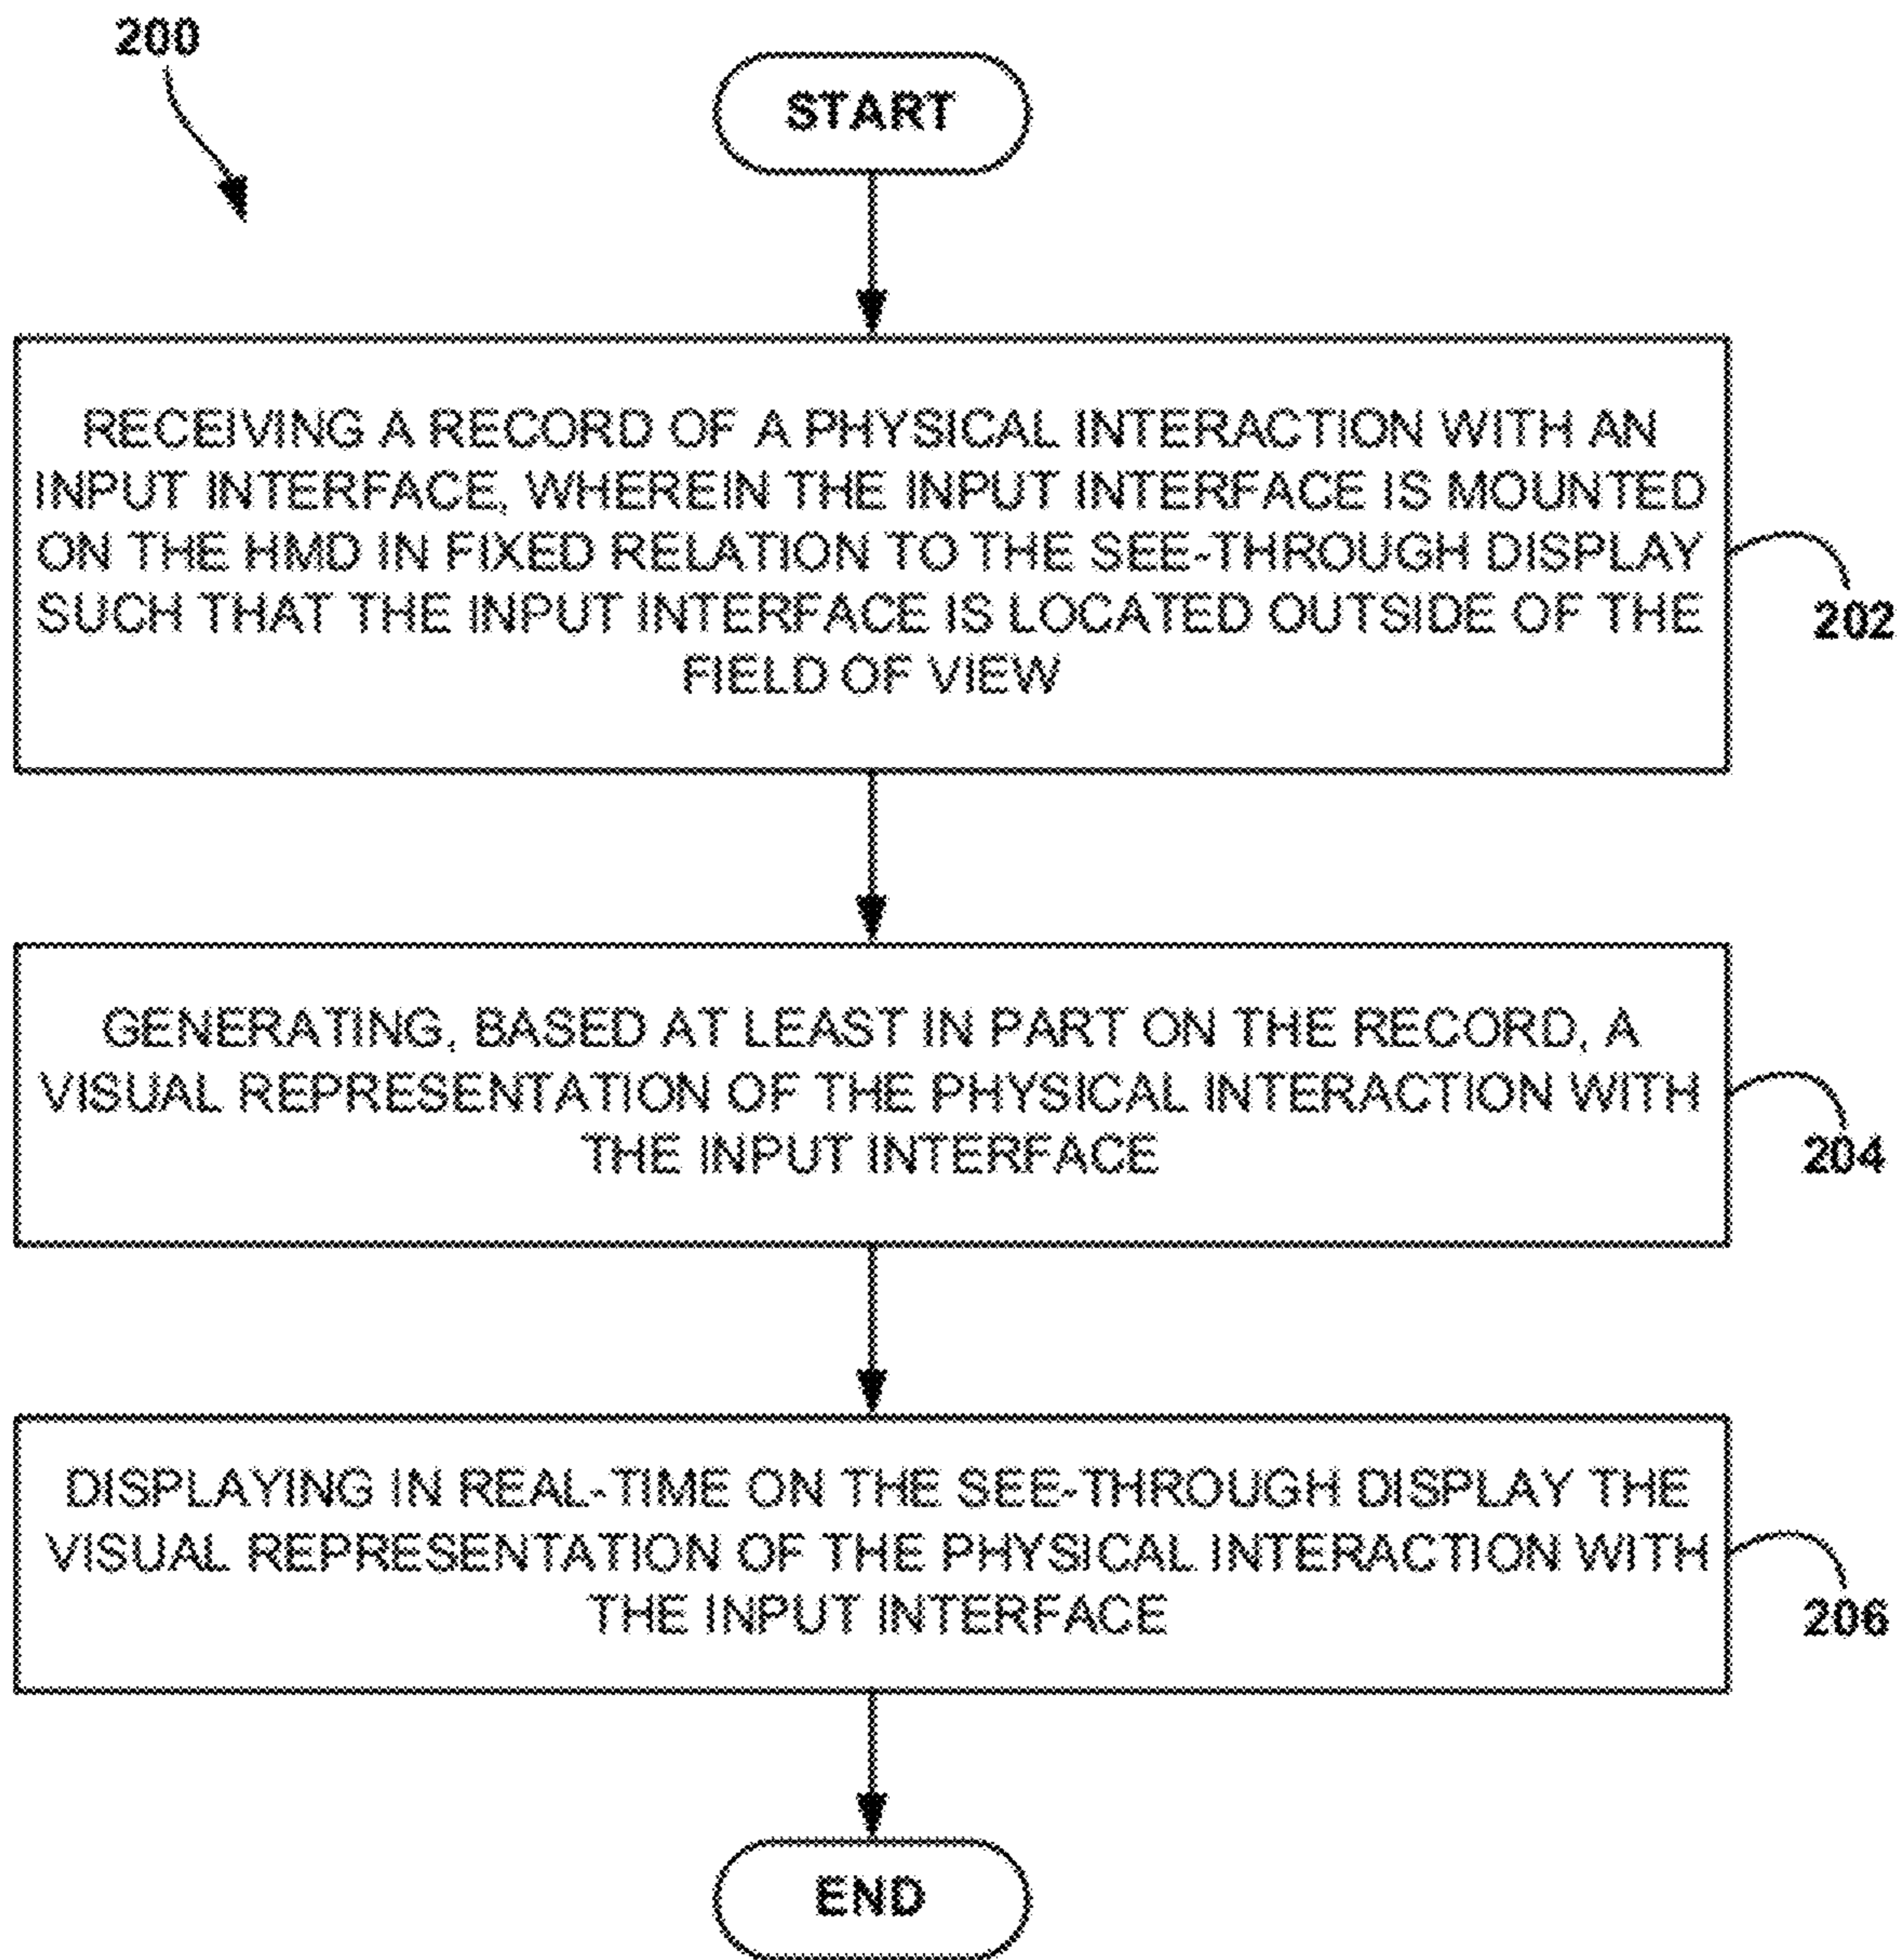 200
START
RECEIVING A RECORD OF A PHYSICAL INTERACTION WITH AN
INPUT INTERFACE, WHEREIN THE INPUT INTERFACE IS MOUNTED
ON THE HMD IN FIXED RELATION TO THE SEE-THROUGH DISPLAY
SUCH THAT THE INPUT INTERFACE IS LOCATED OUTSIDE OF THE
FIELD OF VIEW
202
GENERATING, BASED AT LEAST IN PART ON THE RECORD, A
VISUAL REPRESENTATION OF THE PHYSICAL INTERACTION WITH
THE INPUT INTERFACE
204
DISPLAYING IN REAL-TIME ON THE SEE-THROUGH DISPLAY THE
VISUAL REPRESENTATION OF THE PHYSICAL INTERACTION WITH
THE INPUT INTERFACE
206
END